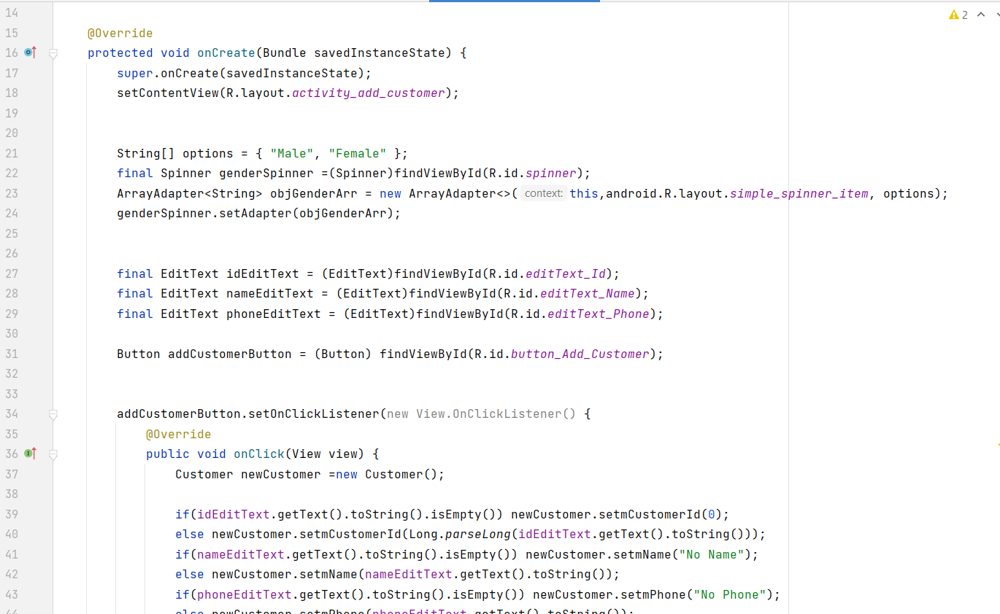 14
2
15 @Override
16 protected void onCreate(Bundle savedInstanceState) {
17 super.onCreate(savedInstanceState);
18 setContentView(R.layout.activity_add_customer);
19
20
21 String[] options = { "Male", "Female" };
22 final Spinner genderSpinner =(Spinner)findViewById(R.id.spinner);
23 ArrayAdapter<String> objGenderArr = new ArrayAdapter<>( context: this,android.R.layout.simple_spinner_item, options);
24 genderSpinner.setAdapter(objGenderArr);
25
26
27 final EditText idEditText = (EditText)findViewById(R.id.editText_Id);
28 final EditText nameEditText = (EditText)findViewById(R.id.editText_Name);
29 final EditText phoneEditText = (EditText)findViewById(R.id.editText_Phone);
30
31 Button addCustomerButton = (Button) findViewById(R.id.button_Add_Customer);
32
33
34 addCustomerButton.setOnClickListener(new View.OnClickListener() {
35 @Override
36 public void onClick(View view) {
37 Customer newCustomer =new Customer();
38
39 if(idEditText.getText().toString().isEmpty()) newCustomer.setmCustomerId(0);
40 else newCustomer.setmCustomerId(Long.parseLong(idEditText.getText().toString()));
41 if(nameEditText.getText().toString().isEmpty()) newCustomer.setmName("No Name");
42 else newCustomer.setmName(nameEditText.getText().toString());
43 if(phoneEditText.getText().toString().isEmpty()) newCustomer.setmPhone("No Phone");
44 else newCustomer.setmPhone(phoneEditText.getText().toString());